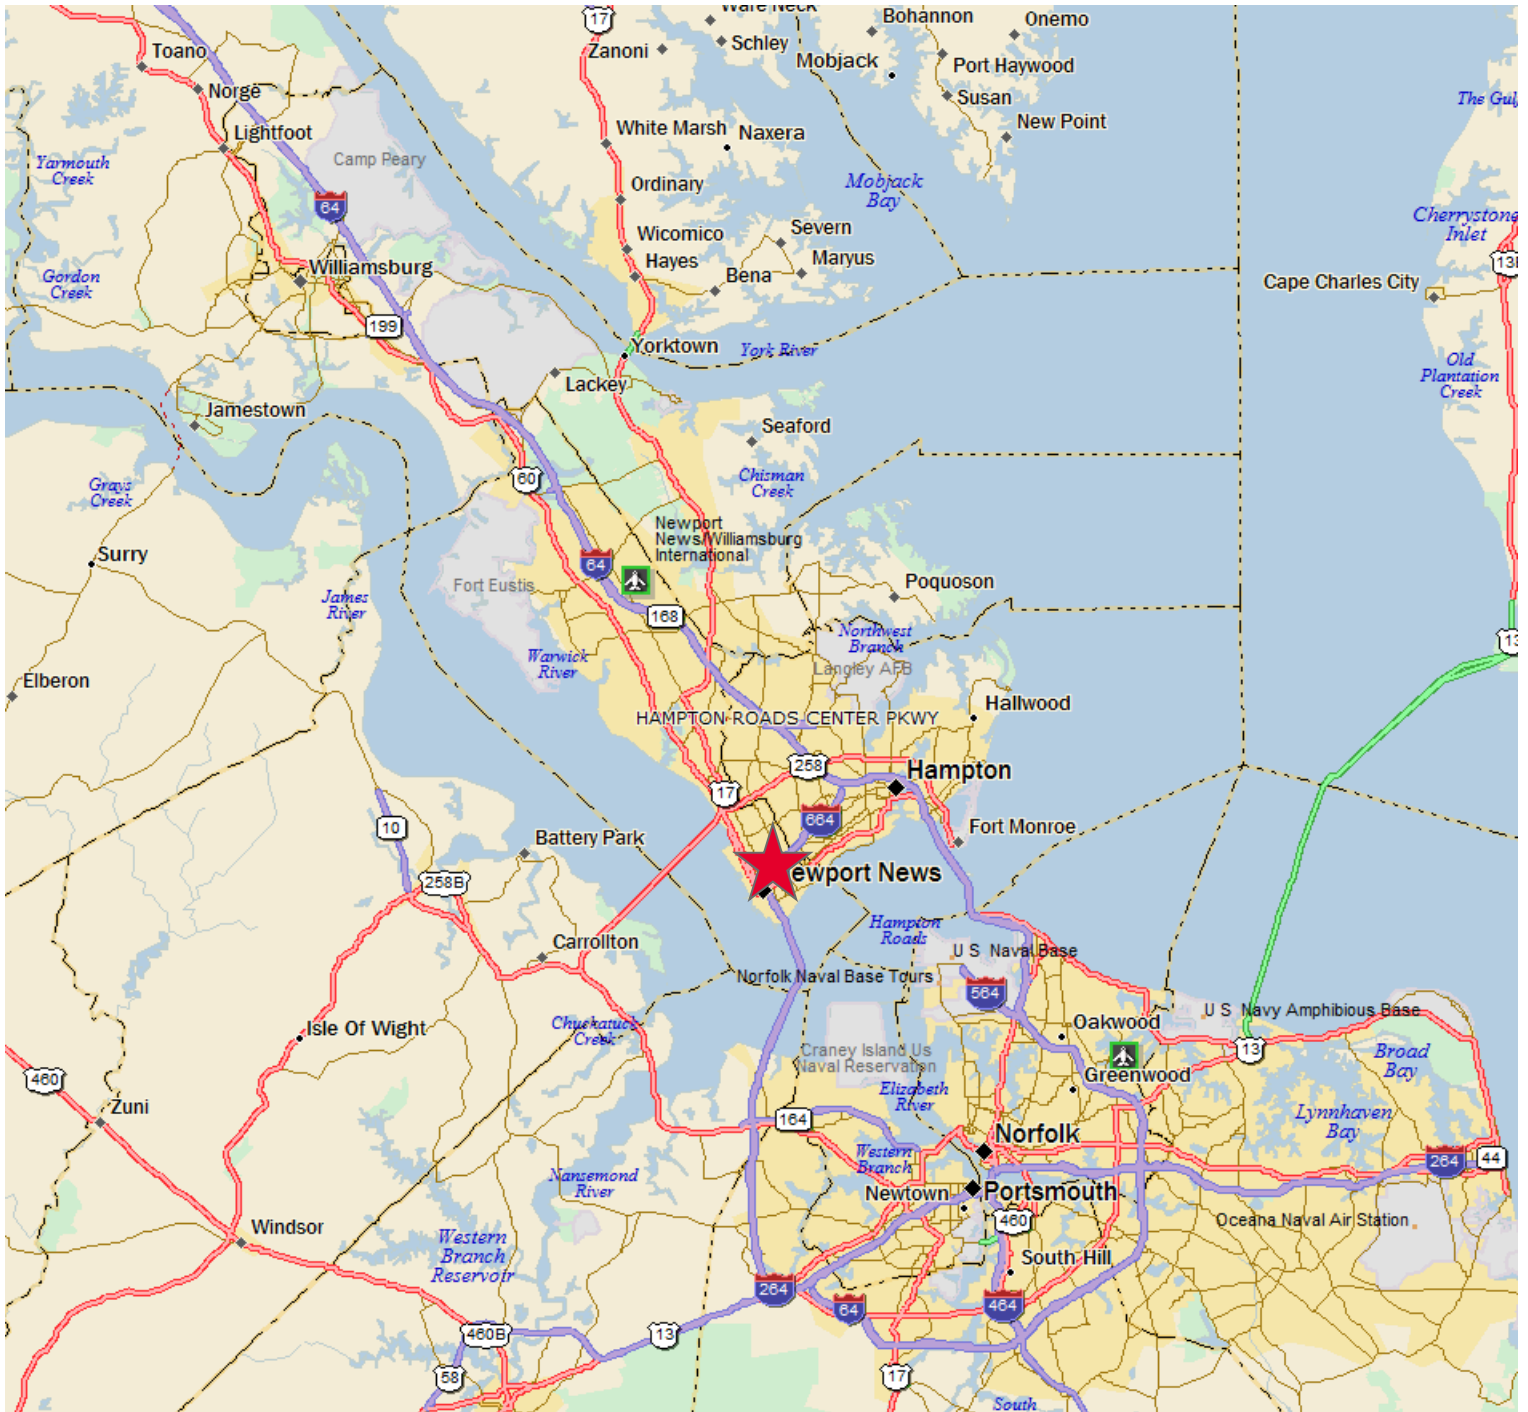 Ware Neck
Bohannon
Onemo
17
Toano
Schley
Zanoni
Mobjack
Port Haywood
Norge
Susan
The Gulf
New Point
Lightfoot
White Marsh
Naxera
Camp Peary
Yarmouth
Creek
Ordinary
Mobjack
Bay
64
Cherrystone
Inlet
Wicomico
Severn
Hayes
Maryus
Williamsburg
Bena
Gordon
Creek
13
Cape Charles City
199
Yorktown
York River
Lackey
Old
Plantation
Creek
Jamestown
Seaford
Chisman
Creek
60
Grays
Creek
Newport
News/Williamsburg
International
Surry
64
Fort Eustis
Poquoson
James
River
168
Northwest
Branch
13
Warwick
River
Langley AFB
Elberon
Hallwood
HAMPTON ROADS CENTER PKWY
258
Hampton
17
664
Fort Monroe
10
Battery Park
258B
ewport News
Hampton
Roads
Carrollton
U S Naval Base
Norfolk Naval Base Tours
564
U S Navy Amphibious Base
Isle Of Wight
Chuckatuck
Creek
Oakwood
Craney Island Us
Naval Reservation
13
Broad
Bay
460
Greenwood
Elizabeth
River
Zuni
164
Lynnhaven
Bay
Norfolk
Western
Branch
264
44
Nansemond
River
Newtown
Portsmouth
Windsor
460
Oceana Naval Air Station
Western
Branch
Reservoir
South Hill
264
64
464
460B
13
58
17
South